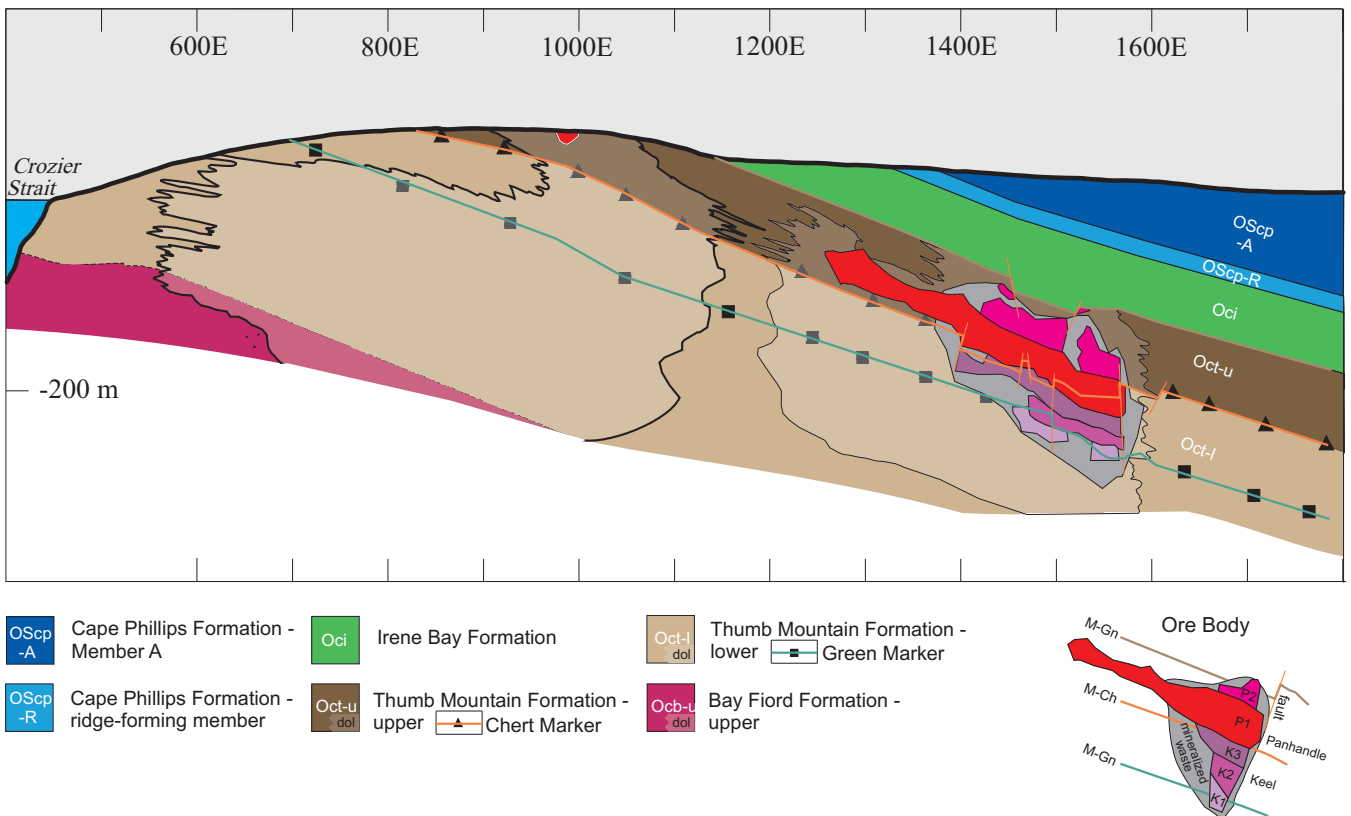 600E
800E
1000E
1200E
1400E
1600E
Crozier
Strait
-200 m
OScp
-A
OScp-R
Oci
Oct-u
Oct-l
OScp
-A
Cape Phillips Formation -
Member A
OScp
-R
Cape Phillips Formation -
ridge-forming member
Oci
Irene Bay Formation
Oct-u
dol
Thumb Mountain Formation -
upper
Chert Marker
Oct-l
dol
Thumb Mountain Formation -
lower
Green Marker
Ocb-u
dol
Bay Fiord Formation -
upper
Ore Body
M-Gn
M-Ch
M-Gn
P2
P1
K3
K2
K1
fault
Panhandle
Keel
mineralized
waste